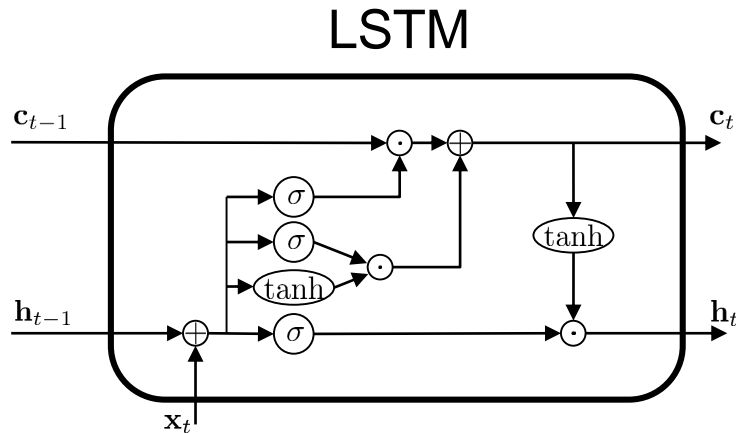 LSTM
c_{t−1} c_t
σ
σ
tanh
tanh
h_{t−1} σ h_t
x_t